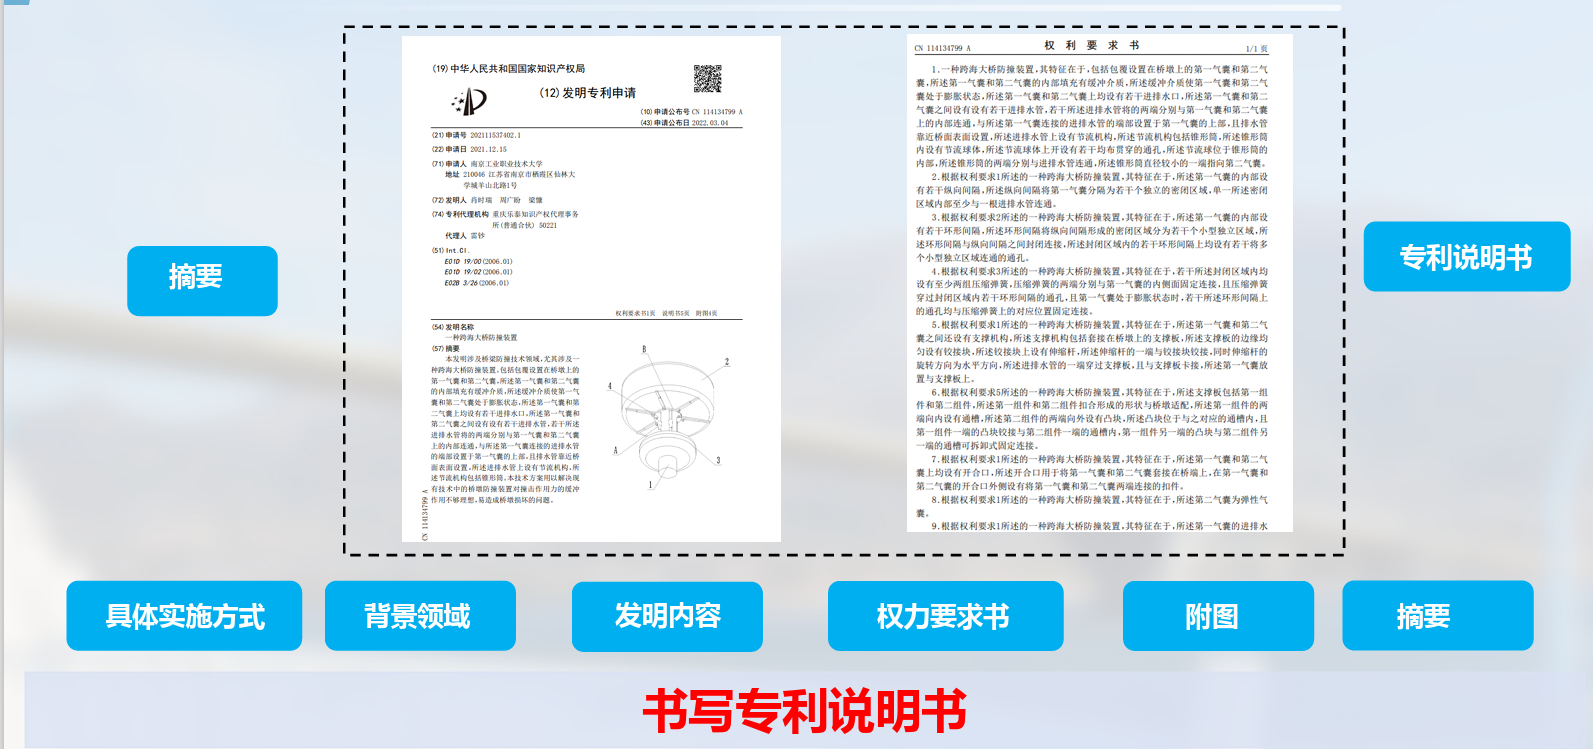 (19)中华人民共和国国家知识产权局
(12)发明专利申请
(10)申请公布号 CN 114134799 A
(43)申请公布日 2022.03.04
(21)申请号 202111537402.1
(22)申请日 2021.12.15
(71)申请人 南京工业职业技术大学
地址 210046 江苏省南京市栖霞区仙林大
学城羊山北路1号
(72)发明人 肖时瑞 周广盼 梁慷
(74)专利代理机构 重庆乐泰知识产权代理事务
所(普通合伙) 50221
代理人 雷钞
(51)Int.Cl.
E01D 19/00(2006.01)
E01D 19/02(2006.01)
E02B 3/26(2006.01)
权利要求书1页 说明书5页 附图4页
(54)发明名称
一种跨海大桥防撞装置
(57)摘要
本发明涉及桥梁防撞技术领域,尤其涉及一
种跨海大桥防撞装置,包括包覆设置在桥墩上的
第一气囊和第二气囊,所述第一气囊和第二气囊
的内部填充有缓冲介质,所述缓冲介质使第一气
囊和第二气囊处于膨胀状态,所述第一气囊和第
二气囊上均设有若干进排水口,所述第一气囊和
第二气囊之间设有设有若干进排水管,若干所述
进排水管将的两端分别与第一气囊和第二气囊
上的内部连通,与所述第一气囊连接的进排水管
的端部设置于第一气囊的上部,且排水管靠近桥
面表面设置,所述进排水管上设有节流机构,所
述节流机构包括锥形筒,本技术方案用以解决现
有技术中的桥墩防撞装置对撞击作用力的缓冲
作用不够理想,易造成桥墩损坏的问题。
B
2
4
A
3
1
CN 114134799 A
CN 114134799 A
权 利 要 求 书
1/1 页
1.一种跨海大桥防撞装置,其特征在于,包括包覆设置在桥墩上的第一气囊和第二气
囊,所述第一气囊和第二气囊的内部填充有缓冲介质,所述缓冲介质使第一气囊和第二气
囊处于膨胀状态,所述第一气囊和第二气囊上均设有若干进排水口,所述第一气囊和第二
气囊之间设有设有若干进排水管,若干所述进排水管将的两端分别与第一气囊和第二气囊
上的内部连通,与所述第一气囊连接的进排水管的端部设置于第一气囊的上部,且排水管
靠近桥面表面设置,所述进排水管上设有节流机构,所述节流机构包括锥形筒,所述锥形筒
内设有节流球体,所述节流球体上开设有若干均布贯穿的通孔,所述节流球位于锥形筒的
内部,所述锥形筒的两端分别与进排水管连通,所述锥形筒直径较小的一端指向第二气囊。
2.根据权利要求1所述的一种跨海大桥防撞装置,其特征在于,所述第一气囊的内部设
有若干纵向间隔,所述纵向间隔将第一气囊分隔为若干个独立的密闭区域,单一所述密闭
区域内部至少与一根进排水管连通。
3.根据权利要求2所述的一种跨海大桥防撞装置,其特征在于,所述第一气囊的内部设
有若干环形间隔,所述环形间隔将纵向间隔形成的密闭区域分为若干个小型独立区域,所
述环形间隔与纵向间隔之间封闭连接,所述封闭区域内的若干环形间隔上均设有若干将多
个小型独立区域连通的通孔。
4.根据权利要求3所述的一种跨海大桥防撞装置,其特征在于,若干所述封闭区域内均
设有至少两组压缩弹簧,压缩弹簧的两端分别与第一气囊的内侧面固定连接,且压缩弹簧
穿过封闭区域内若干环形间隔的通孔,且第一气囊处于膨胀状态时,若干所述环形间隔上
的通孔均与压缩弹簧上的对应位置固定连接。
5.根据权利要求1所述的一种跨海大桥防撞装置,其特征在于,所述第一气囊和第二气
囊之间还设有支撑机构,所述支撑机构包括套接在桥墩上的支撑板,所述支撑板的边缘均
匀设有铰接块,所述铰接块上设有伸缩杆,所述伸缩杆的一端与铰接块铰接,同时伸缩杆的
旋转方向为水平方向,所述进排水管的一端穿过支撑板,且与支撑板卡接,所述第一气囊放
置与支撑板上。
6.根据权利要求5所述的一种跨海大桥防撞装置,其特征在于,所述支撑板包括第一组
件和第二组件,所述第一组件和第二组件扣合形成的形状与桥墩适配,所述第一组件的两
端向内设有通槽,所述第二组件的两端向外设有凸块,所述凸块位于与之对应的通槽内,且
第一组件一端的凸块铰接与第二组件一端的通槽内,第一组件另一端的凸块与第二组件另
一端的通槽可拆卸式固定连接。
7.根据权利要求1所述的一种跨海大桥防撞装置,其特征在于,所述第一气囊和第二气
囊上均设有开合口,所述开合口用于将第一气囊和第二气囊套接在桥端上,在第一气囊和
第二气囊的开合口外侧设有将第一气囊和第二气囊两端连接的扣件。
8.根据权利要求1所述的一种跨海大桥防撞装置,其特征在于,所述第二气囊为弹性气
囊。
9.根据权利要求1所述的一种跨海大桥防撞装置,其特征在于,所述第一气囊的进排水
摘要
专利说明书
具体实施方式
背景领域
发明内容
权力要求书
附图
摘要
书写专利说明书